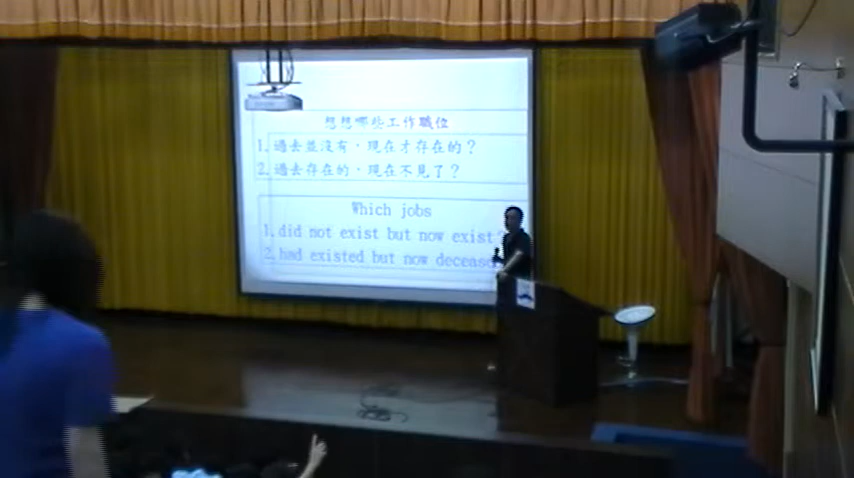 想想哪些工作職位
1. 過去並沒有，現在才存在的？
2. 過去存在的，現在不見了？
Which jobs
1. did not exist but now exist
2. had existed but now deceas